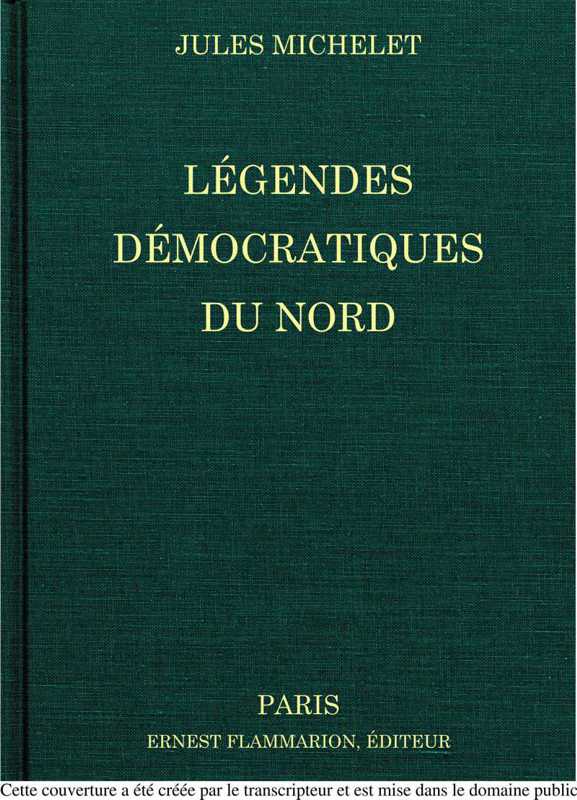 JULES MICHELET
LÉGENDES
DÉMOCRATIQUES
DU NORD
PARIS
ERNEST FLAMMARION, ÉDITEUR
Cette couverture a été créée par le transcripteur et est mise dans le domaine public